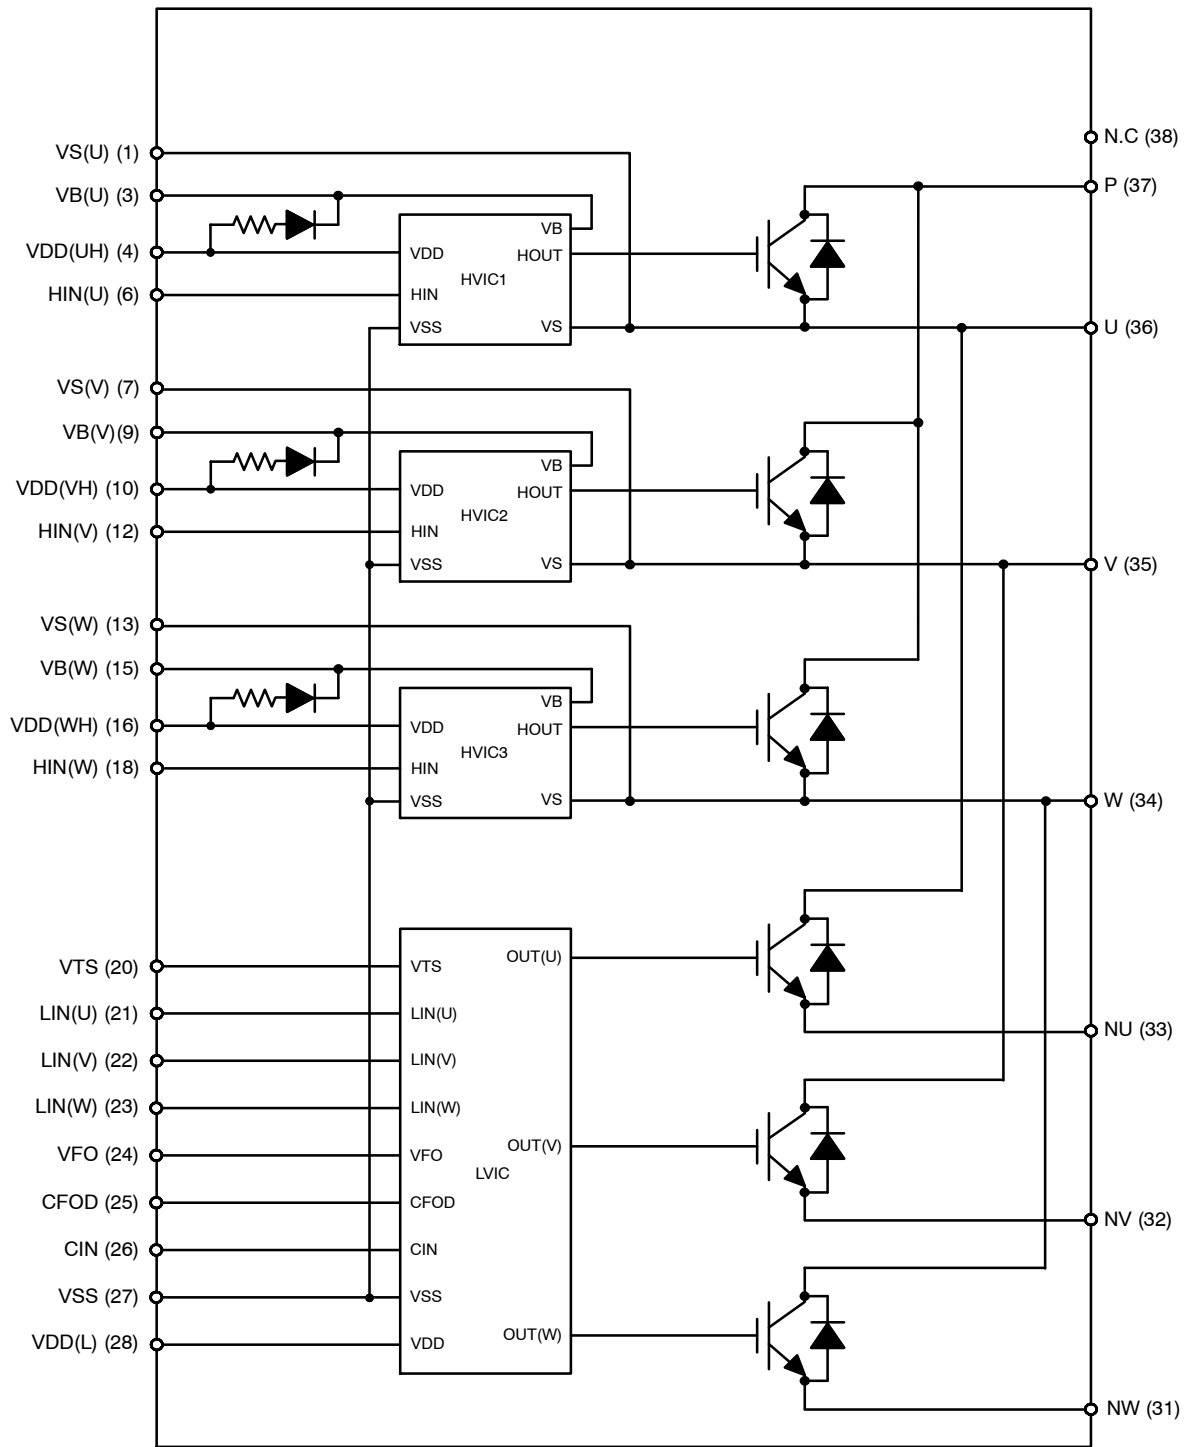 VS(U) (1)
VB(U) (3)
VDD(UH) (4)
HIN(U) (6)
VS(V) (7)
VB(V)(9)
VDD(VH) (10)
HIN(V) (12)
VS(W) (13)
VB(W) (15)
VDD(WH) (16)
HIN(W) (18)
VTS (20)
LIN(U) (21)
LIN(V) (22)
LIN(W) (23)
VFO (24)
CFOD (25)
CIN (26)
VSS (27)
VDD(L) (28)
VB
VDD
HOUT
HVIC1
HIN
VSS
VS
VB
VDD
HOUT
HVIC2
HIN
VSS
VS
VB
VDD
HOUT
HVIC3
HIN
VSS
VS
OUT(U)
VTS
LIN(U)
LIN(V)
LIN(W)
OUT(V)
VFO
LVIC
CFOD
CIN
VSS
OUT(W)
VDD
N.C (38)
P (37)
U (36)
V (35)
W (34)
NU (33)
NV (32)
NW (31)